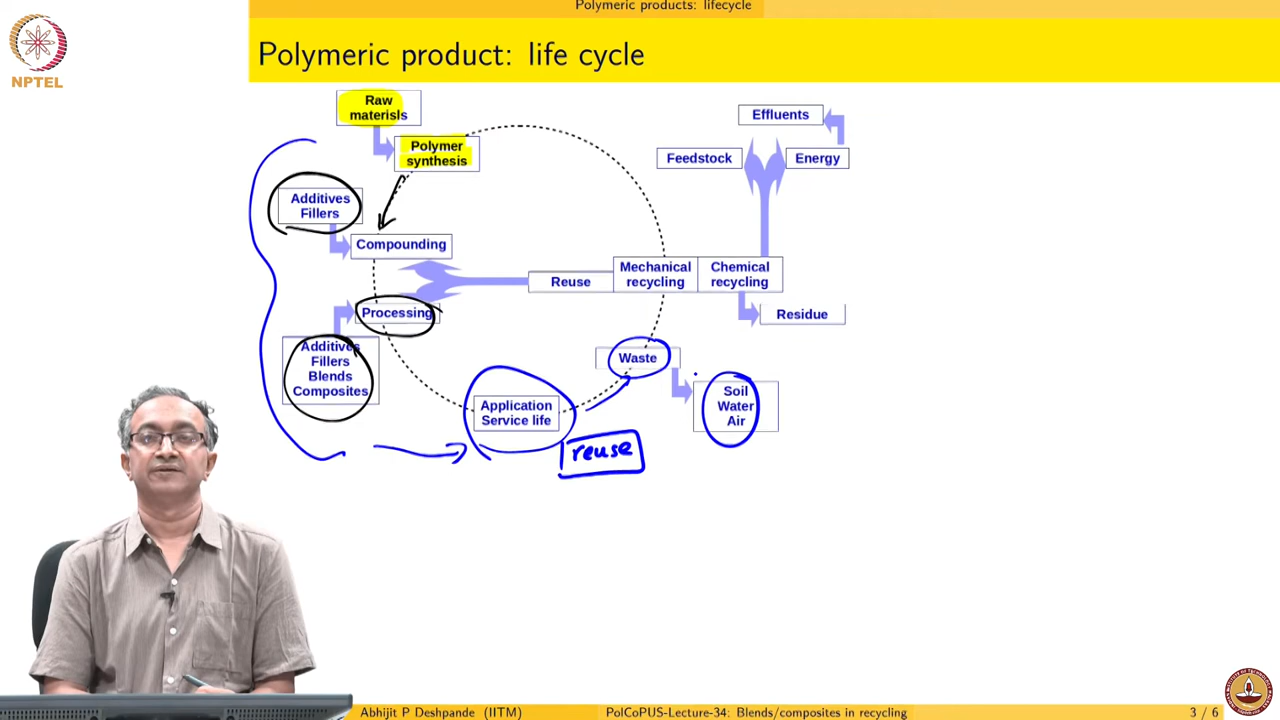 Polymeric products: lifecycle
NPTEL
Polymeric product: life cycle
Raw
materisls
Polymer
synthesis
Additives
Fillers
Compounding
Processing
Additives
Fillers
Blends
Composites
Application
Service life
reuse
Waste
Soil
Water
Air
Reuse
Mechanical
recycling
Chemical
recycling
Residue
Feedstock
Energy
Effluents
Abhijit P Deshpande (IITM)
PolCoPUS-Lecture-34: Blends/composites in recycling
3 / 6